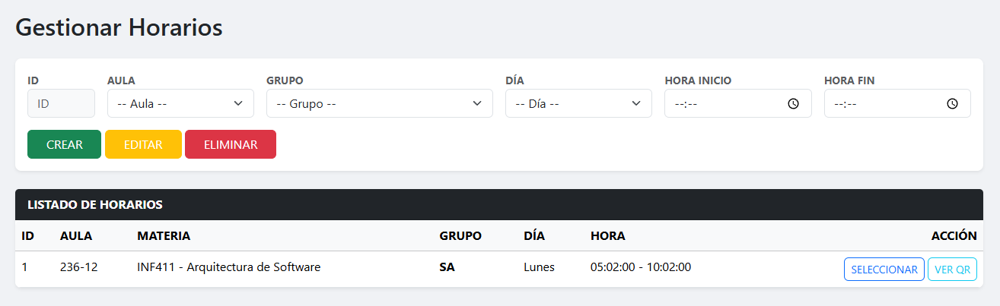 Gestionar Horarios
ID AULA GRUPO DÍA HORA INICIO HORA FIN
ID -- Aula -- -- Grupo -- -- Día -- --:-- --:--
CREAR EDITAR ELIMINAR
LISTADO DE HORARIOS
ID AULA MATERIA GRUPO DÍA HORA ACCIÓN
1 236-12 INF411 - Arquitectura de Software SA Lunes 05:02:00 - 10:02:00 SELECCIONAR VER QR